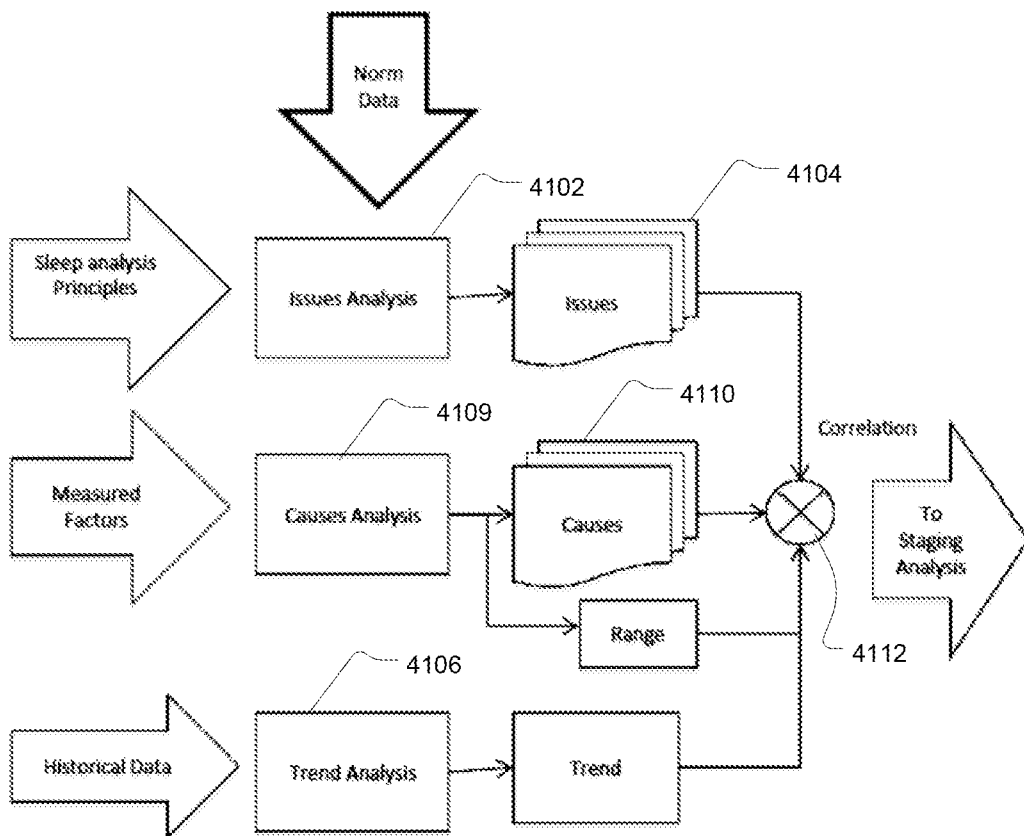 Norm
Data
4102
4104
Sleep analysis
Principles
Issues Analysis
Issues
4109
4110
Correlation
Measured
Factors
Causes Analysis
Causes
To
Staging
Analysis
Range
4112
4106
Historical Data
Trend Analysis
Trend